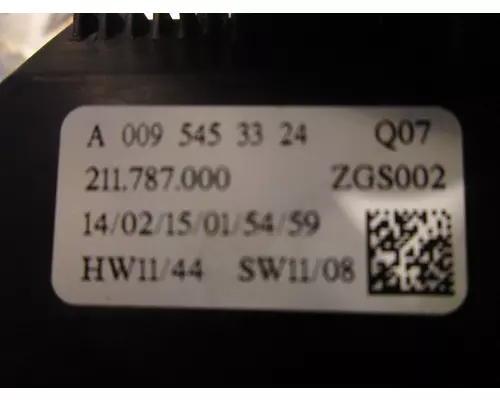 A 009 545 33 24 Q07
211.787.000 ZGS002
14/02/15/01/54/59
HW11/44 SW11/08